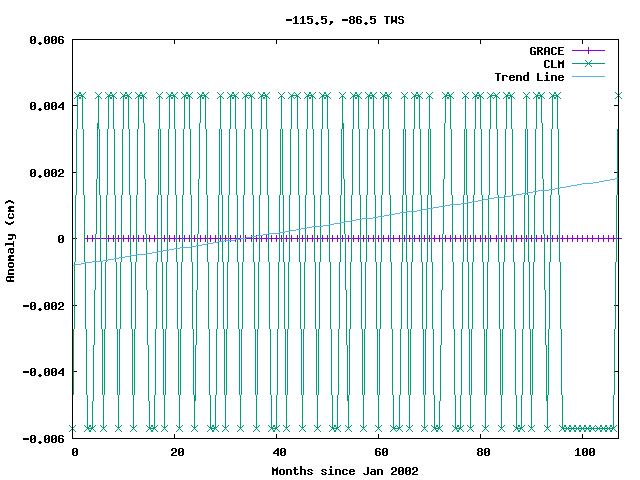 -115.5, -86.5 TWS
GRACE
CLM
Trend Line
0.006
0.004
0.002
0
-0.002
-0.004
-0.006
Anomaly (cm)
0 20 40 60 80 100
Months since Jan 2002